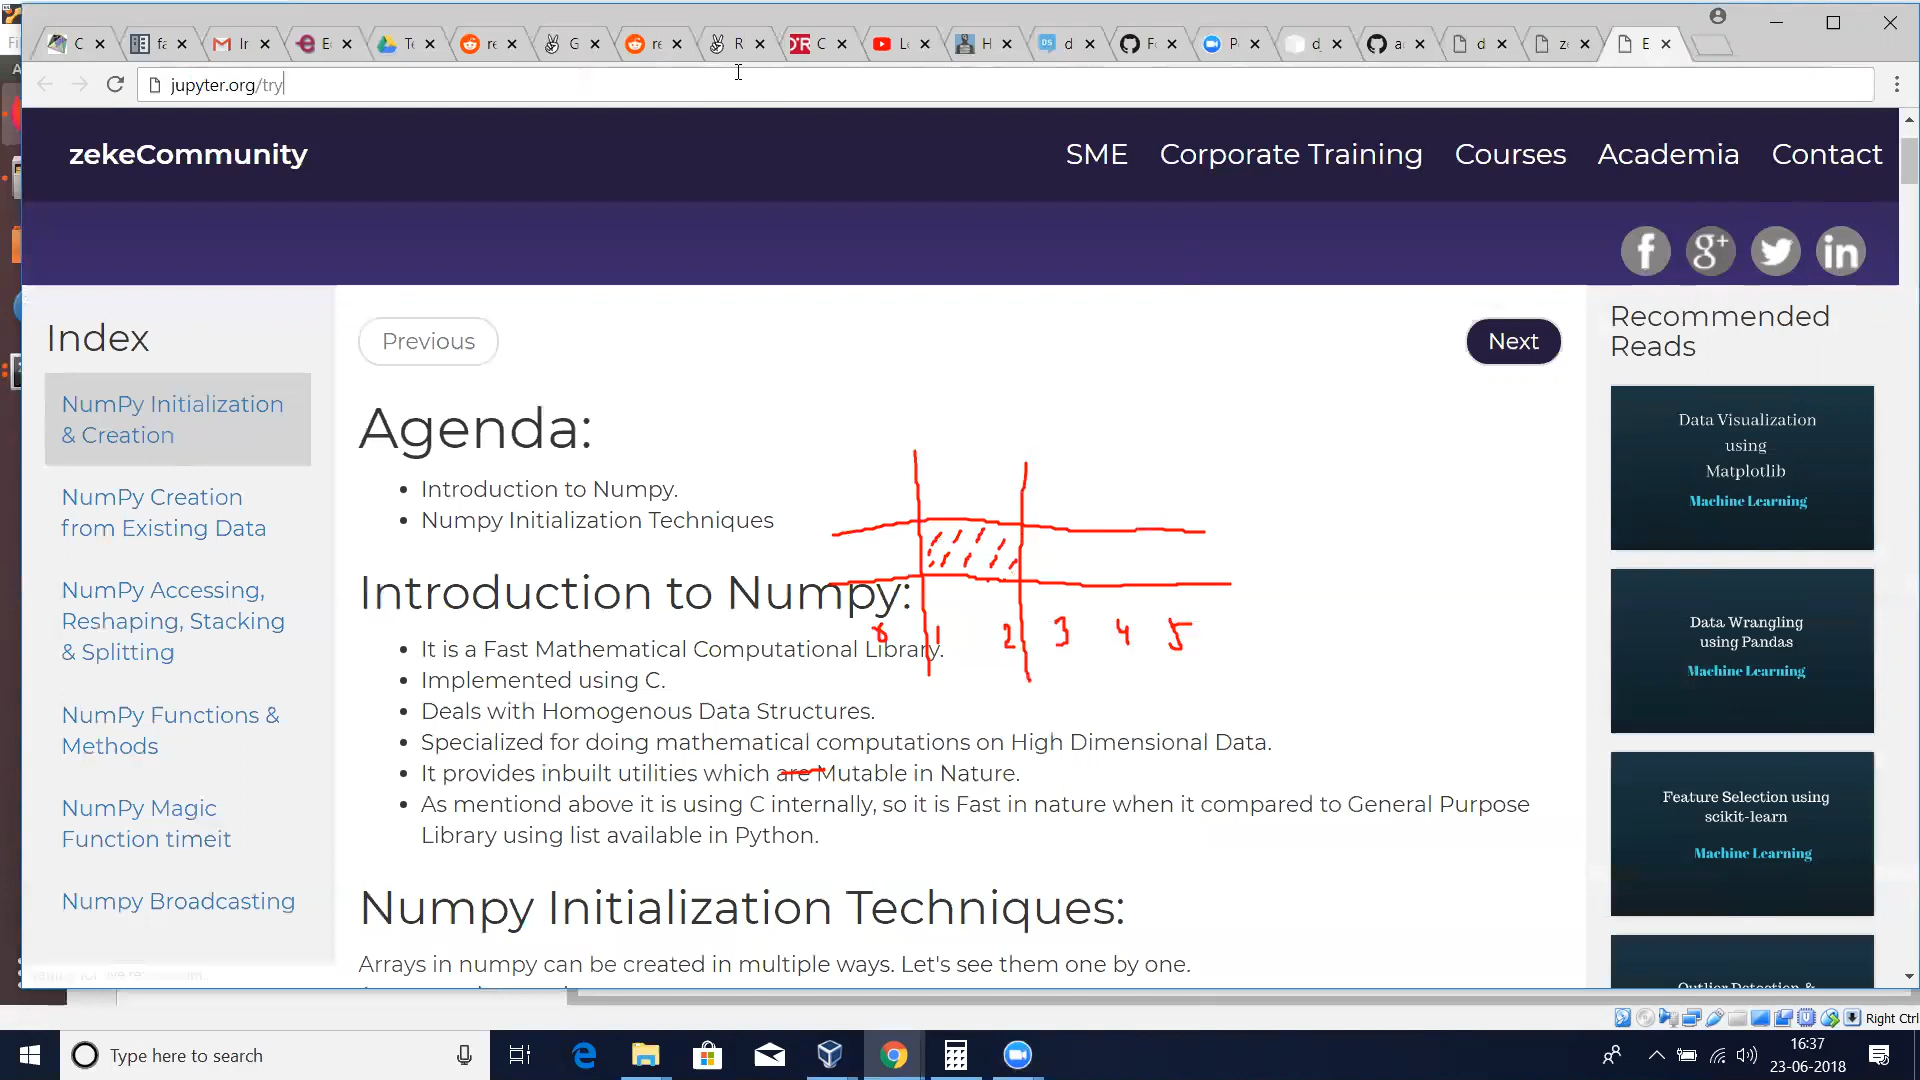 C
fa
Ir
E
Te
re
G
re
R
C
L
H
d
F
P
d
a
d
z
E
jupyter.org/try
zekeCommunity
SME
Corporate Training
Courses
Academia
Contact
Index
NumPy Initialization
& Creation
NumPy Creation
from Existing Data
NumPy Accessing,
Reshaping, Stacking
& Splitting
NumPy Functions &
Methods
NumPy Magic
Function timeit
Numpy Broadcasting
Previous
Next
Agenda:
Introduction to Numpy.
Numpy Initialization Techniques
Introduction to Numpy:
0 1 2 3 4 5
It is a Fast Mathematical Computational Library.
Implemented using C.
Deals with Homogenous Data Structures.
Specialized for doing mathematical computations on High Dimensional Data.
It provides inbuilt utilities which are Mutable in Nature.
As mentiond above it is using C internally, so it is Fast in nature when it compared to General Purpose
Library using list available in Python.
Numpy Initialization Techniques:
Arrays in numpy can be created in multiple ways. Let's see them one by one.
Recommended
Reads
Data Visualization
using
Matplotlib
Machine Learning
Data Wrangling
using Pandas
Machine Learning
Feature Selection using
scikit-learn
Machine Learning
Outlier Detection &
Right Ctrl
Type here to search
16:37
23-06-2018